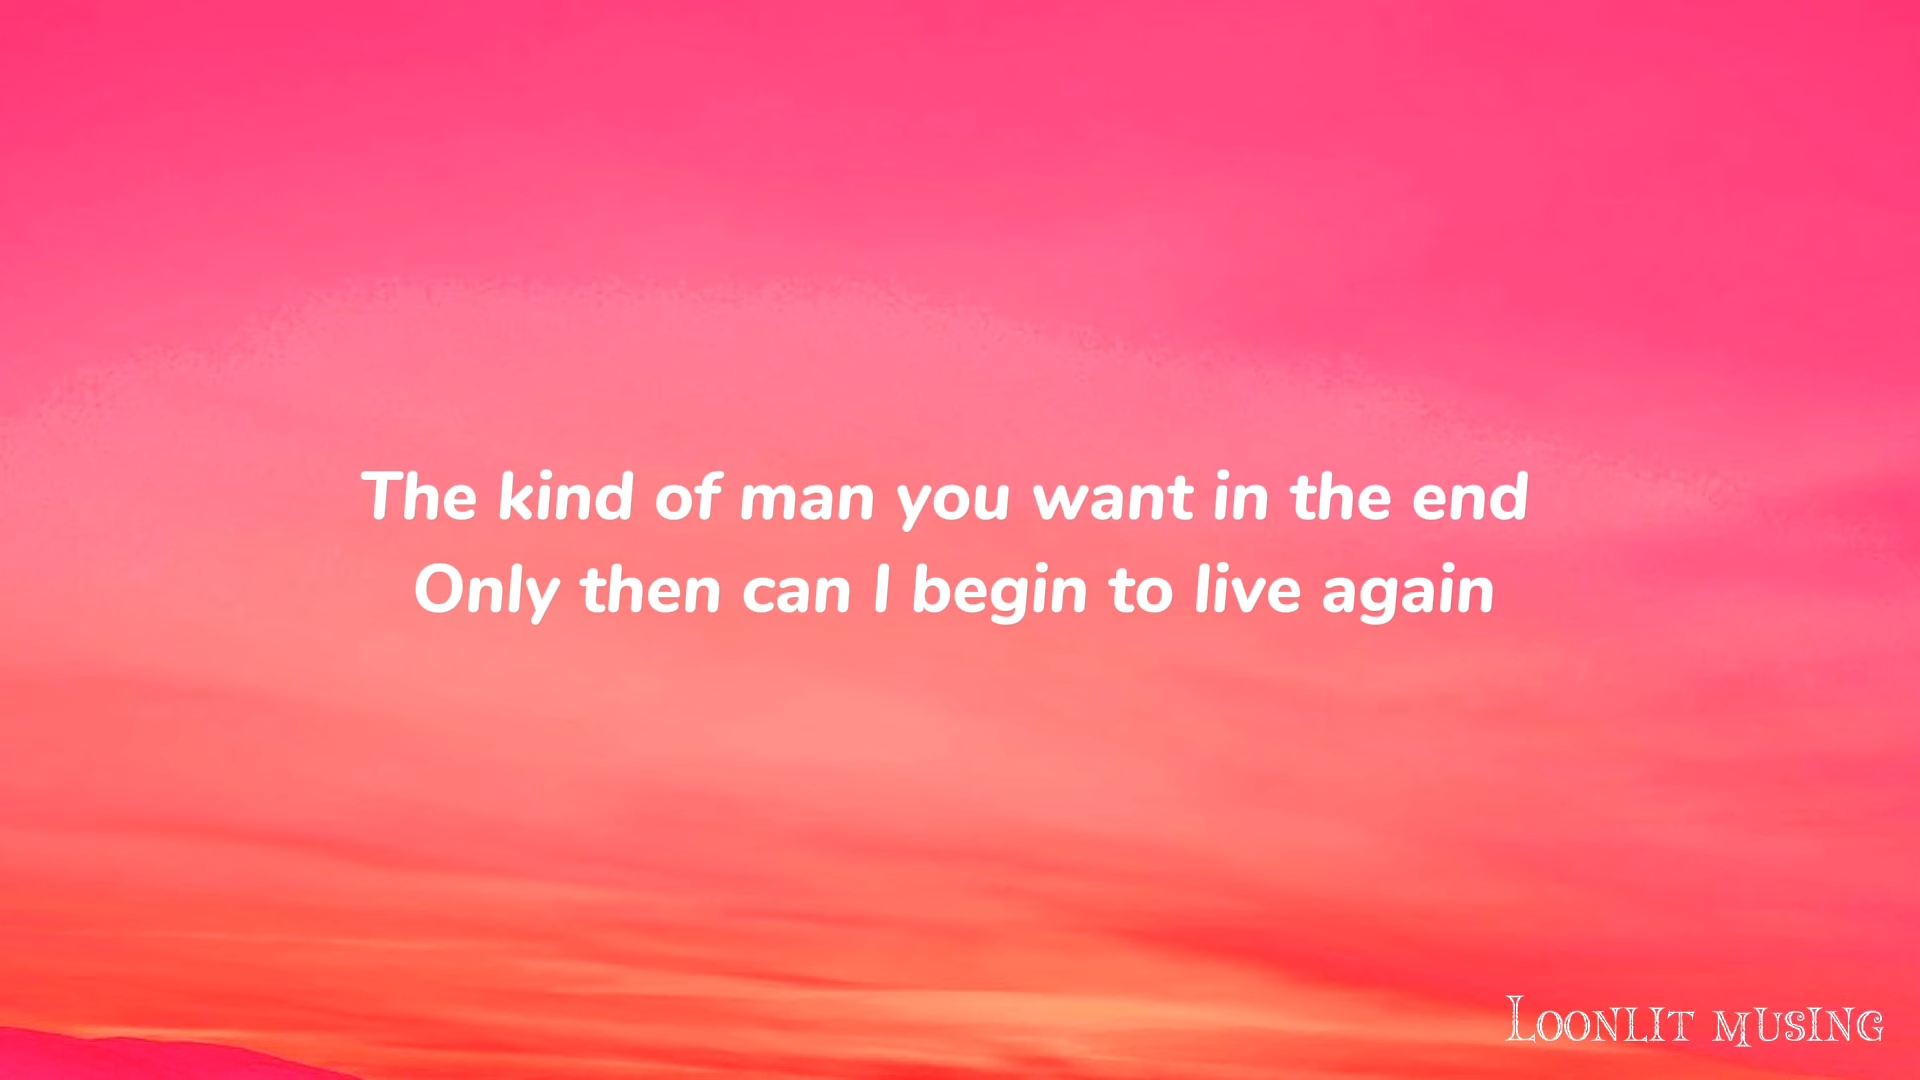 The kind of man you want in the end
Only then can I begin to live again
Loonlit musing